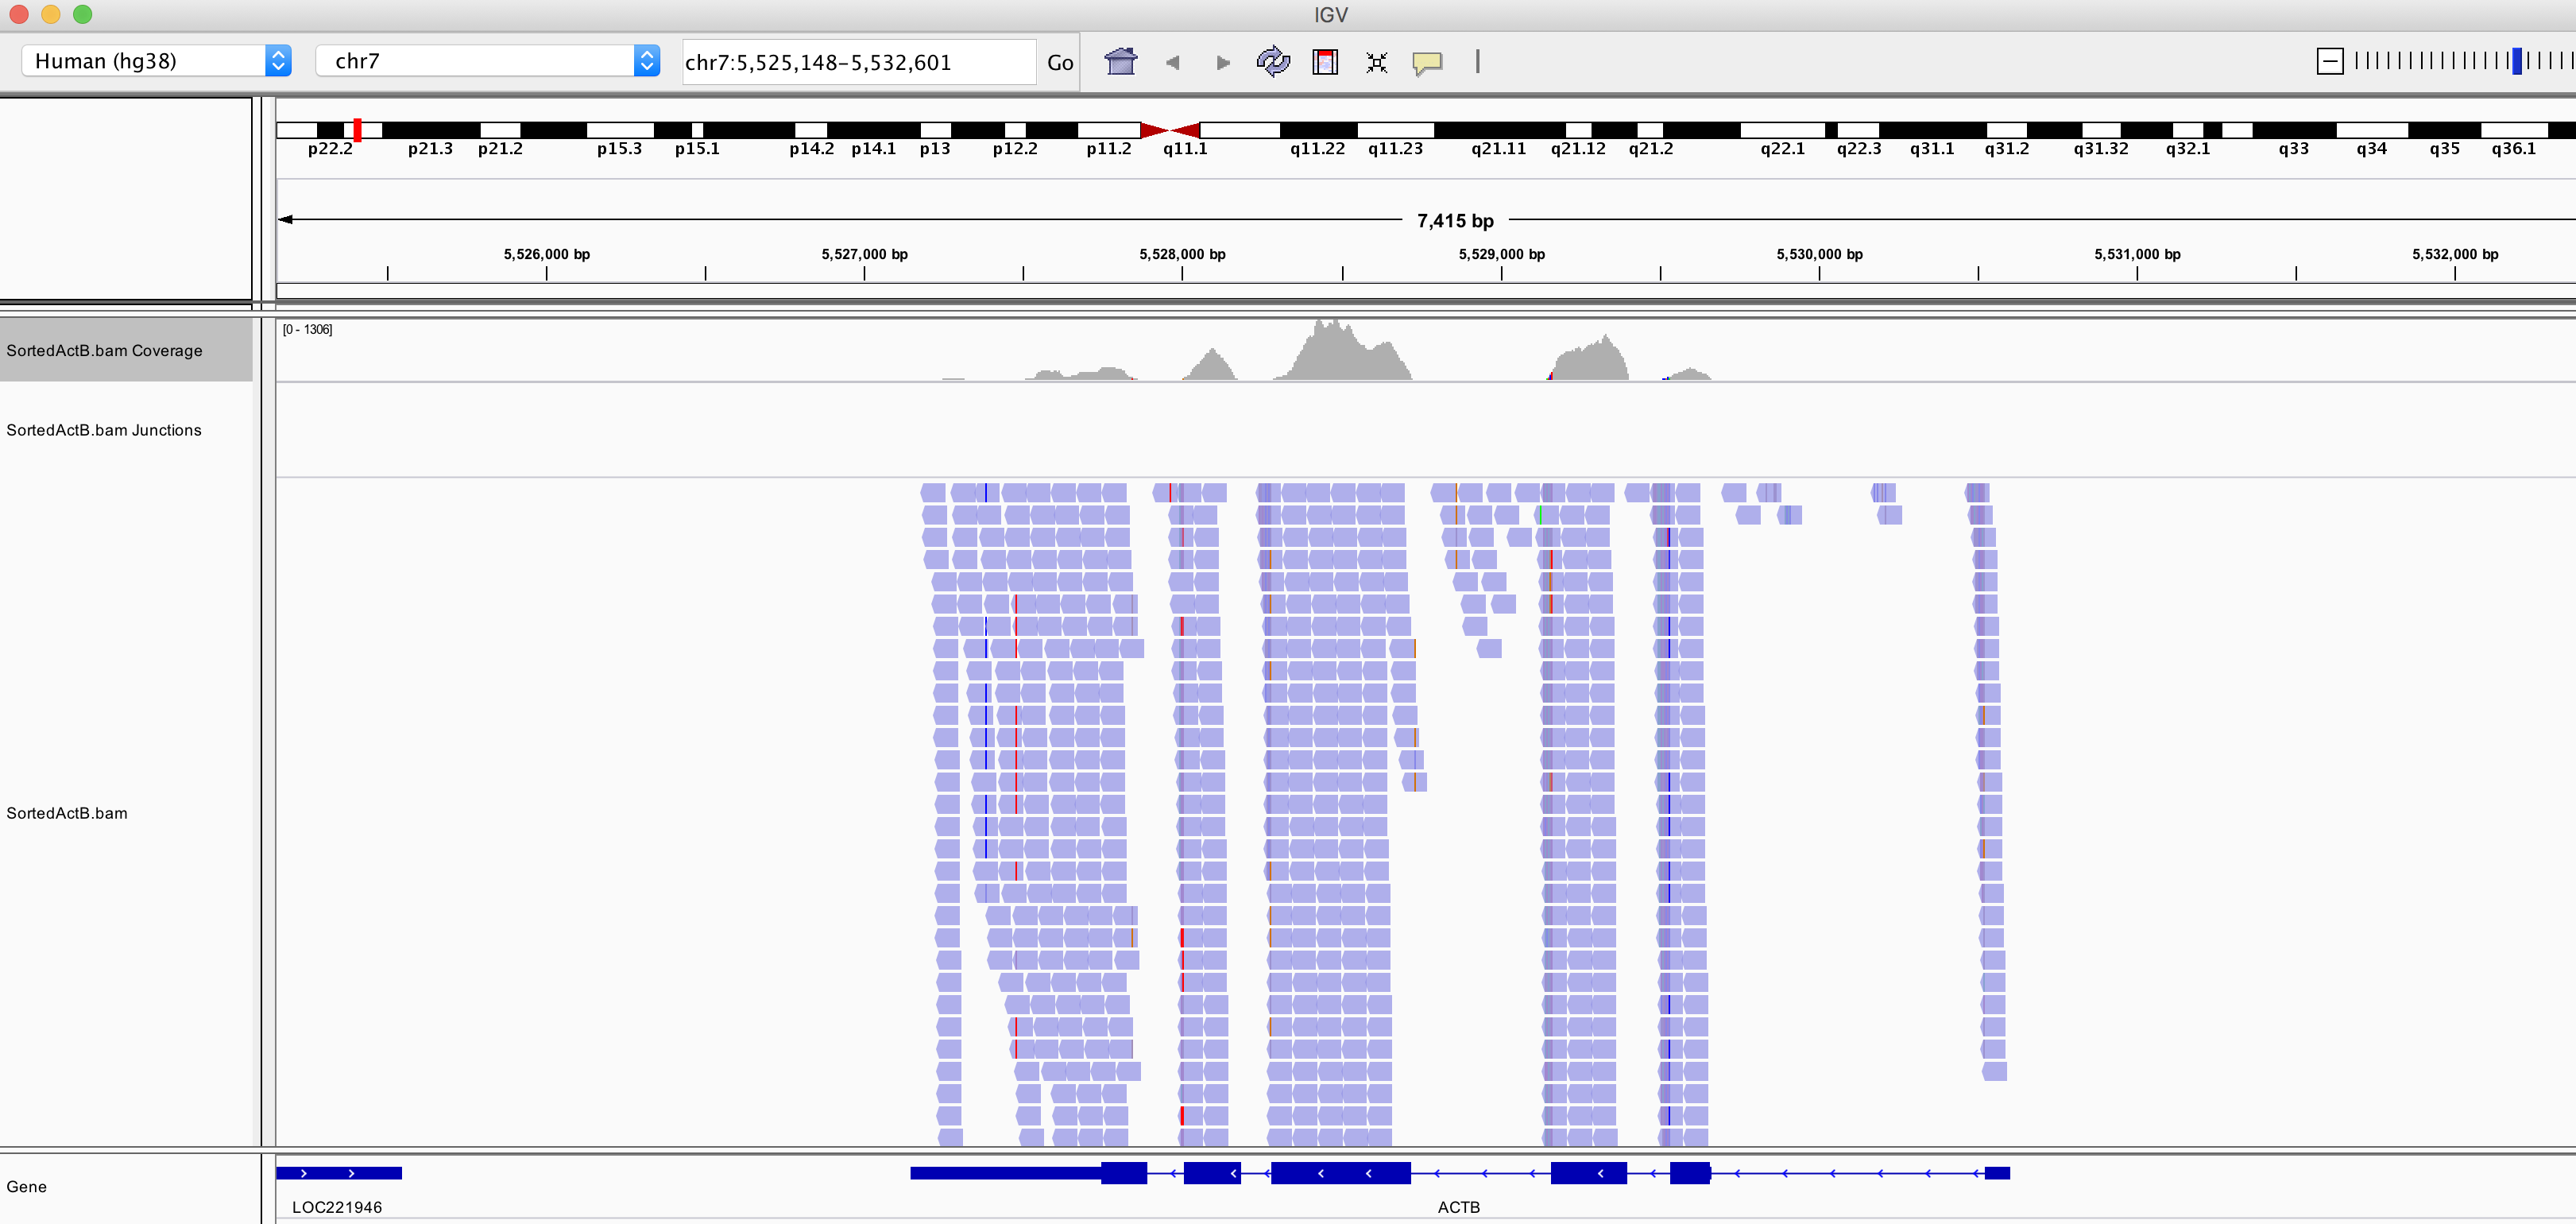 IGV
Human (hg38) chr7 chr7:5,525,148-5,532,601 Go
p22.2 p21.3 p21.2 p15.3 p15.1 p14.2 p14.1 p13 p12.2 p11.2 q11.1 q11.22 q11.23 q21.11 q21.12 q21.2 q22.1 q22.3 q31.1 q31.2 q31.32 q32.1 q33 q34 q35 q36.1
7,415 bp
5,526,000 bp 5,527,000 bp 5,528,000 bp 5,529,000 bp 5,530,000 bp 5,531,000 bp 5,532,000 bp
[0 - 1306]
SortedActB.bam Coverage
SortedActB.bam Junctions
SortedActB.bam
Gene
LOC221946 ACTB